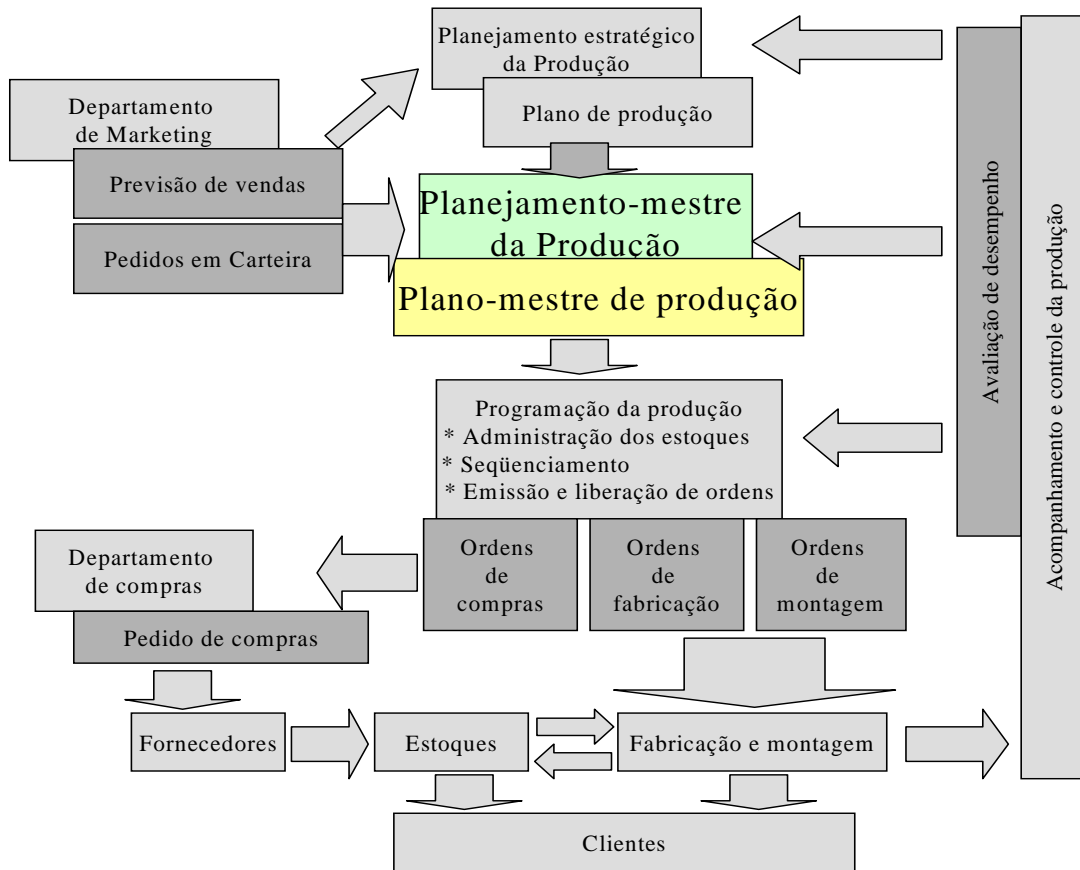 Planejamento estratégico
da Produção
Plano de produção
Departamento
de Marketing
Previsão de vendas
Pedidos em Carteira
Planejamento-mestre
da Produção
Plano-mestre de produção
Programação da produção
* Administração dos estoques
* Seqüenciamento
* Emissão e liberação de ordens
Ordens
de
compras
Ordens
de
fabricação
Ordens
de
montagem
Departamento
de compras
Pedido de compras
Fornecedores
Estoques
Fabricação e montagem
Clientes
Avaliação de desempenho
Acompanhamento e controle da produção